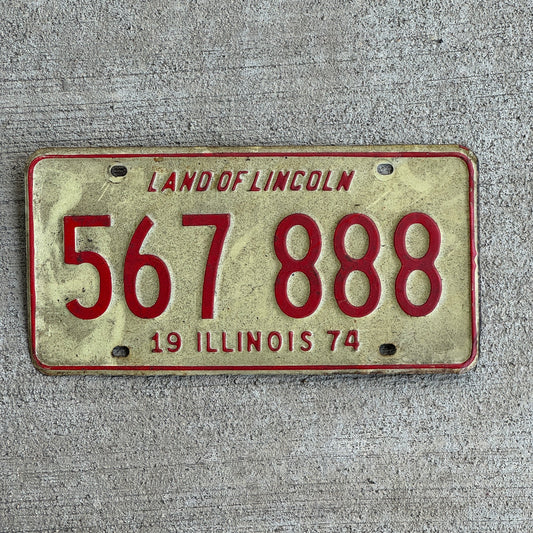 LAND OF LINCOLN
567 888
19 ILLINOIS 74